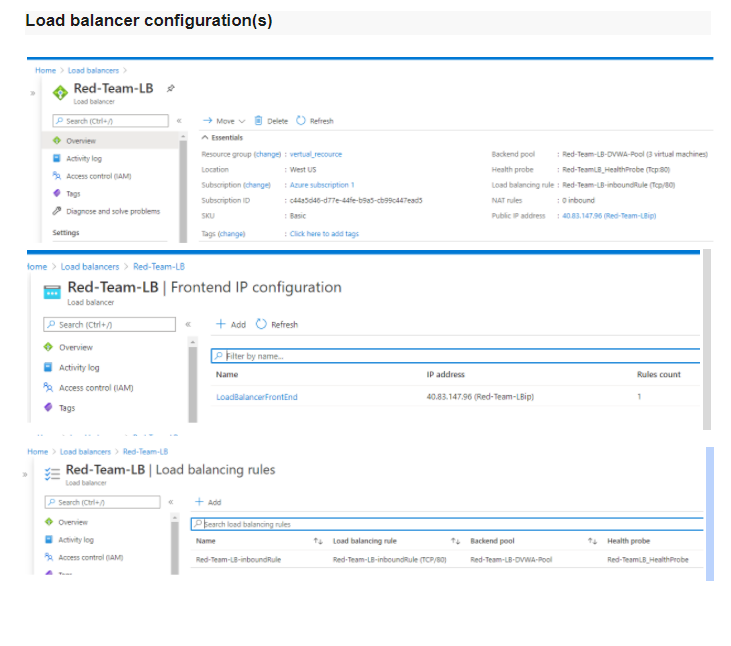 Load balancer configuration(s)
Home > Load balancers >
Red-Team-LB
Load balancer
Search (Ctrl+/)
Overview
Activity log
Access control (IAM)
Tags
Diagnose and solve problems
Settings
Move
Delete
Refresh
Essentials
Resource group (change) : vertual_recource
Location : West US
Subscription (change) : Azure subscription 1
Subscription ID : c44a5d46-d77e-44fe-b9a5-cb99c447ead5
SKU : Basic
Tags (change) : Click here to add tags
Backend pool : Red-Team-LB-DVWA-Pool (3 virtual machines)
Health probe : Red-TeamLB_HealthProbe (Tcp:80)
Load balancing rule : Red-Team-LB-inboundRule (Tcp/80)
NAT rules : 0 inbound
Public IP address : 40.83.147.96 (Red-Team-LBip)
Home > Load balancers > Red-Team-LB
Red-Team-LB | Frontend IP configuration
Load balancer
Search (Ctrl+/)
Overview
Activity log
Access control (IAM)
Tags
Add Refresh
Filter by name...
Name IP address Rules count
LoadBalancerFrontEnd 40.83.147.96 (Red-Team-LBip) 1
Home > Load balancers > Red-Team-LB
Red-Team-LB | Load balancing rules
Load balancer
Search (Ctrl+/)
Overview
Activity log
Access control (IAM)
Tags
Add
Search load balancing rules
Name Load balancing rule Backend pool Health probe
Red-Team-LB-inboundRule Red-Team-LB-inboundRule (TCP/80) Red-Team-LB-DVWA-Pool Red-TeamLB_HealthProbe